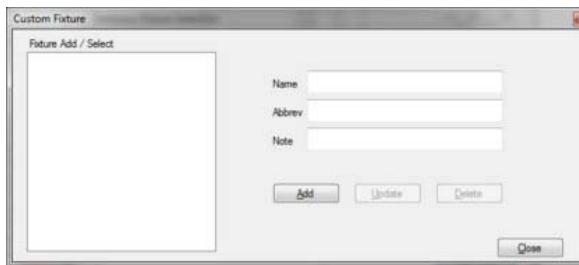 Custom Fixture
Fixture Add / Select
Name
Abbrev
Note
Add
Update
Delete
Close